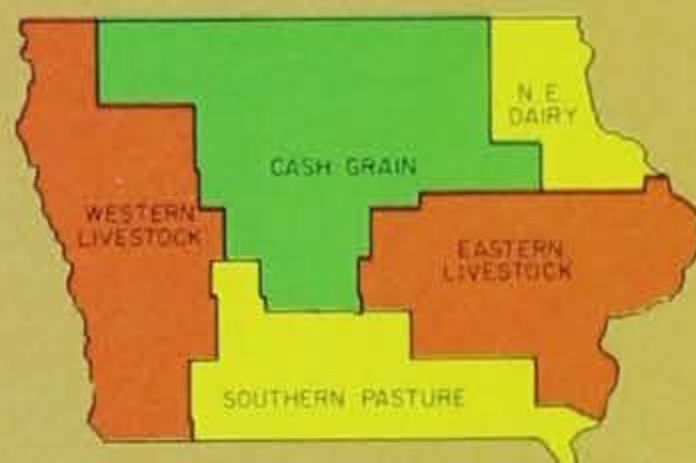 N.E.
DAIRY
CASH GRAIN
WESTERN
LIVESTOCK
EASTERN
LIVESTOCK
SOUTHERN PASTURE